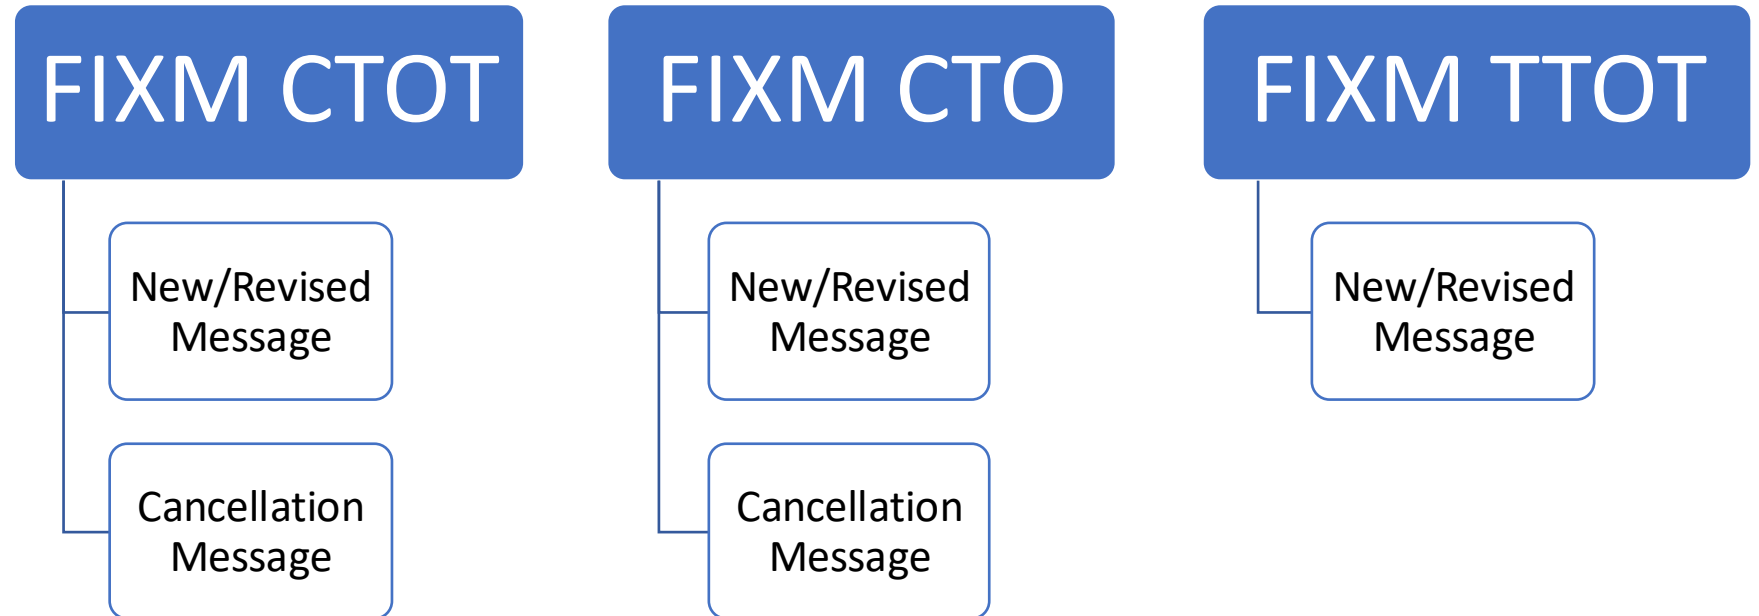 FIXM CTOT
New/Revised
Message
Cancellation
Message
FIXM CTO
New/Revised
Message
Cancellation
Message
FIXM TTOT
New/Revised
Message